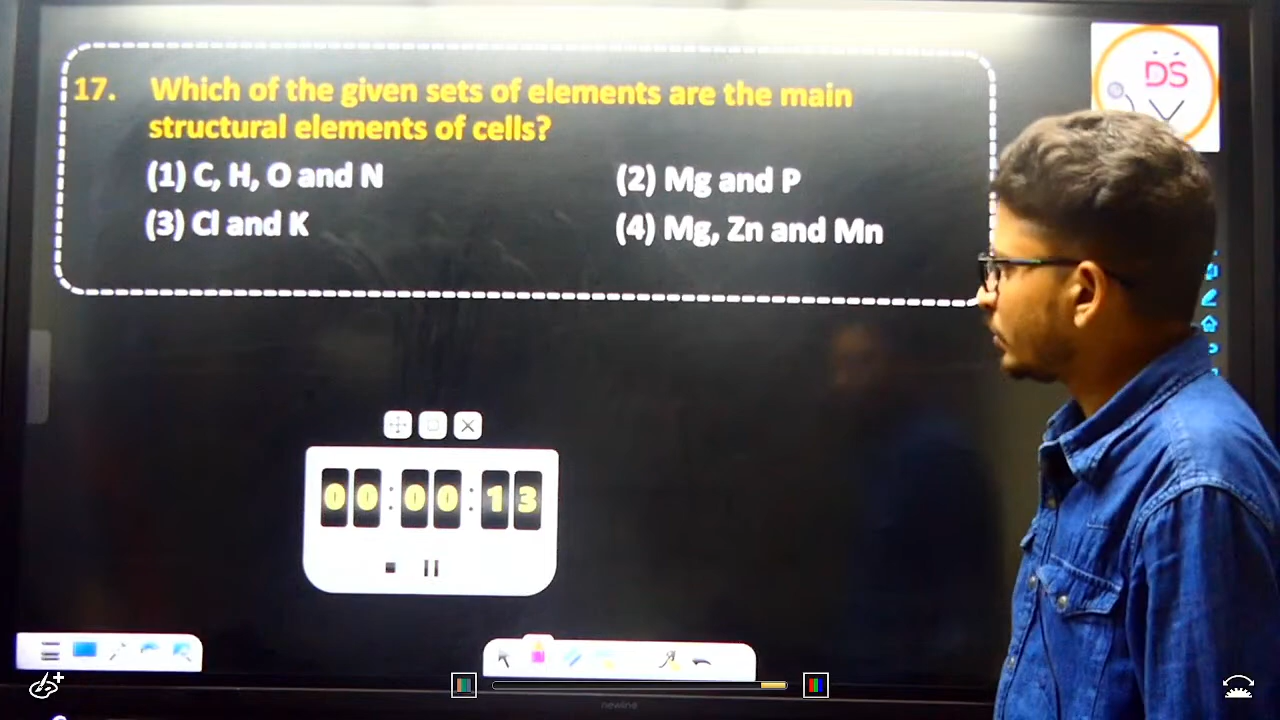 DS
17. Which of the given sets of elements are the main
structural elements of cells?
(1) C, H, O and N (2) Mg and P
(3) Cl and K (4) Mg, Zn and Mn
00:00:13
newline